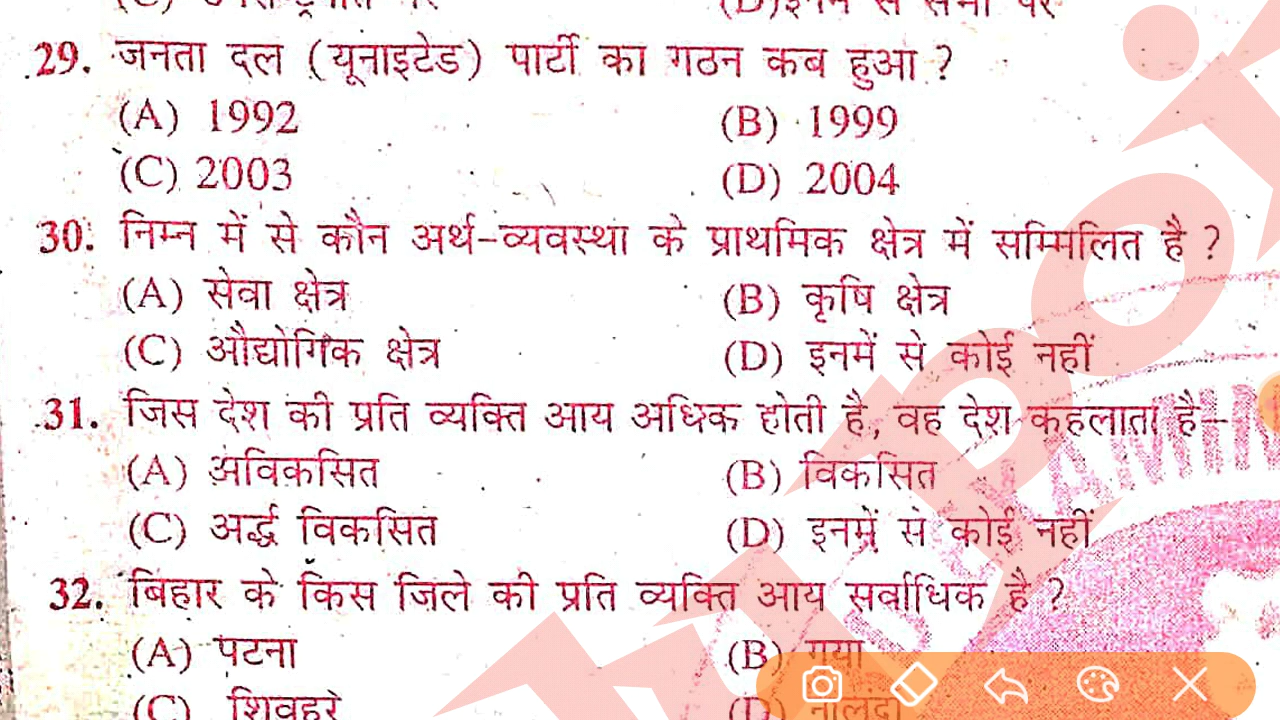 29. जनता दल (यूनाइटेड) पार्टी का गठन कब हुआ ?
(A) 1992 (B) 1999
(C) 2003 (D) 2004
30. निम्न में से कौन अर्थ-व्यवस्था के प्राथमिक क्षेत्र में सम्मिलित है ?
(A) सेवा क्षेत्र (B) कृषि क्षेत्र
(C) औद्योगिक क्षेत्र (D) इनमें से कोई नहीं
31. जिस देश की प्रति व्यक्ति आय अधिक होती है, वह देश कहलाता है–
(A) अविकसित (B) विकसित
(C) अर्द्ध विकसित (D) इनमें से कोई नहीं
32. बिहार के किस जिले की प्रति व्यक्ति आय सर्वाधिक है ?
(A) पटना (B) गया
(C) शिवहर (D) नालंदा